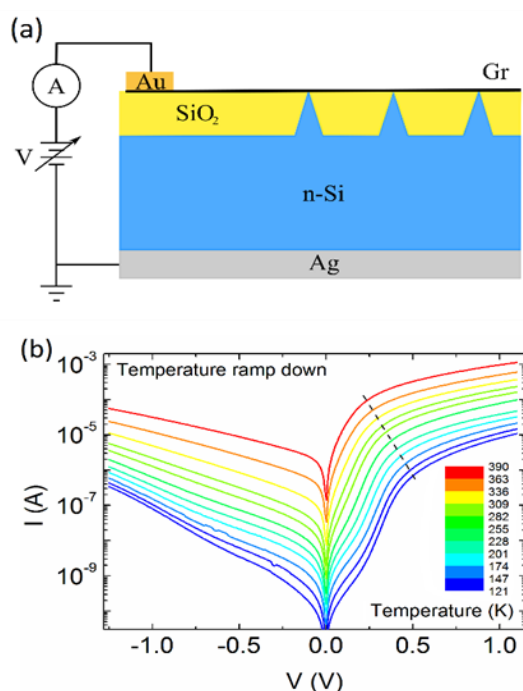 (a)
A
Au
Gr
SiO₂
V
n-Si
Ag
(b)
Temperature ramp down
10⁻³
10⁻⁵
10⁻⁷
10⁻⁹
I (A)
390
363
336
309
282
255
228
201
174
147
121
Temperature (K)
-1.0 -0.5 0.0 0.5 1.0
V (V)